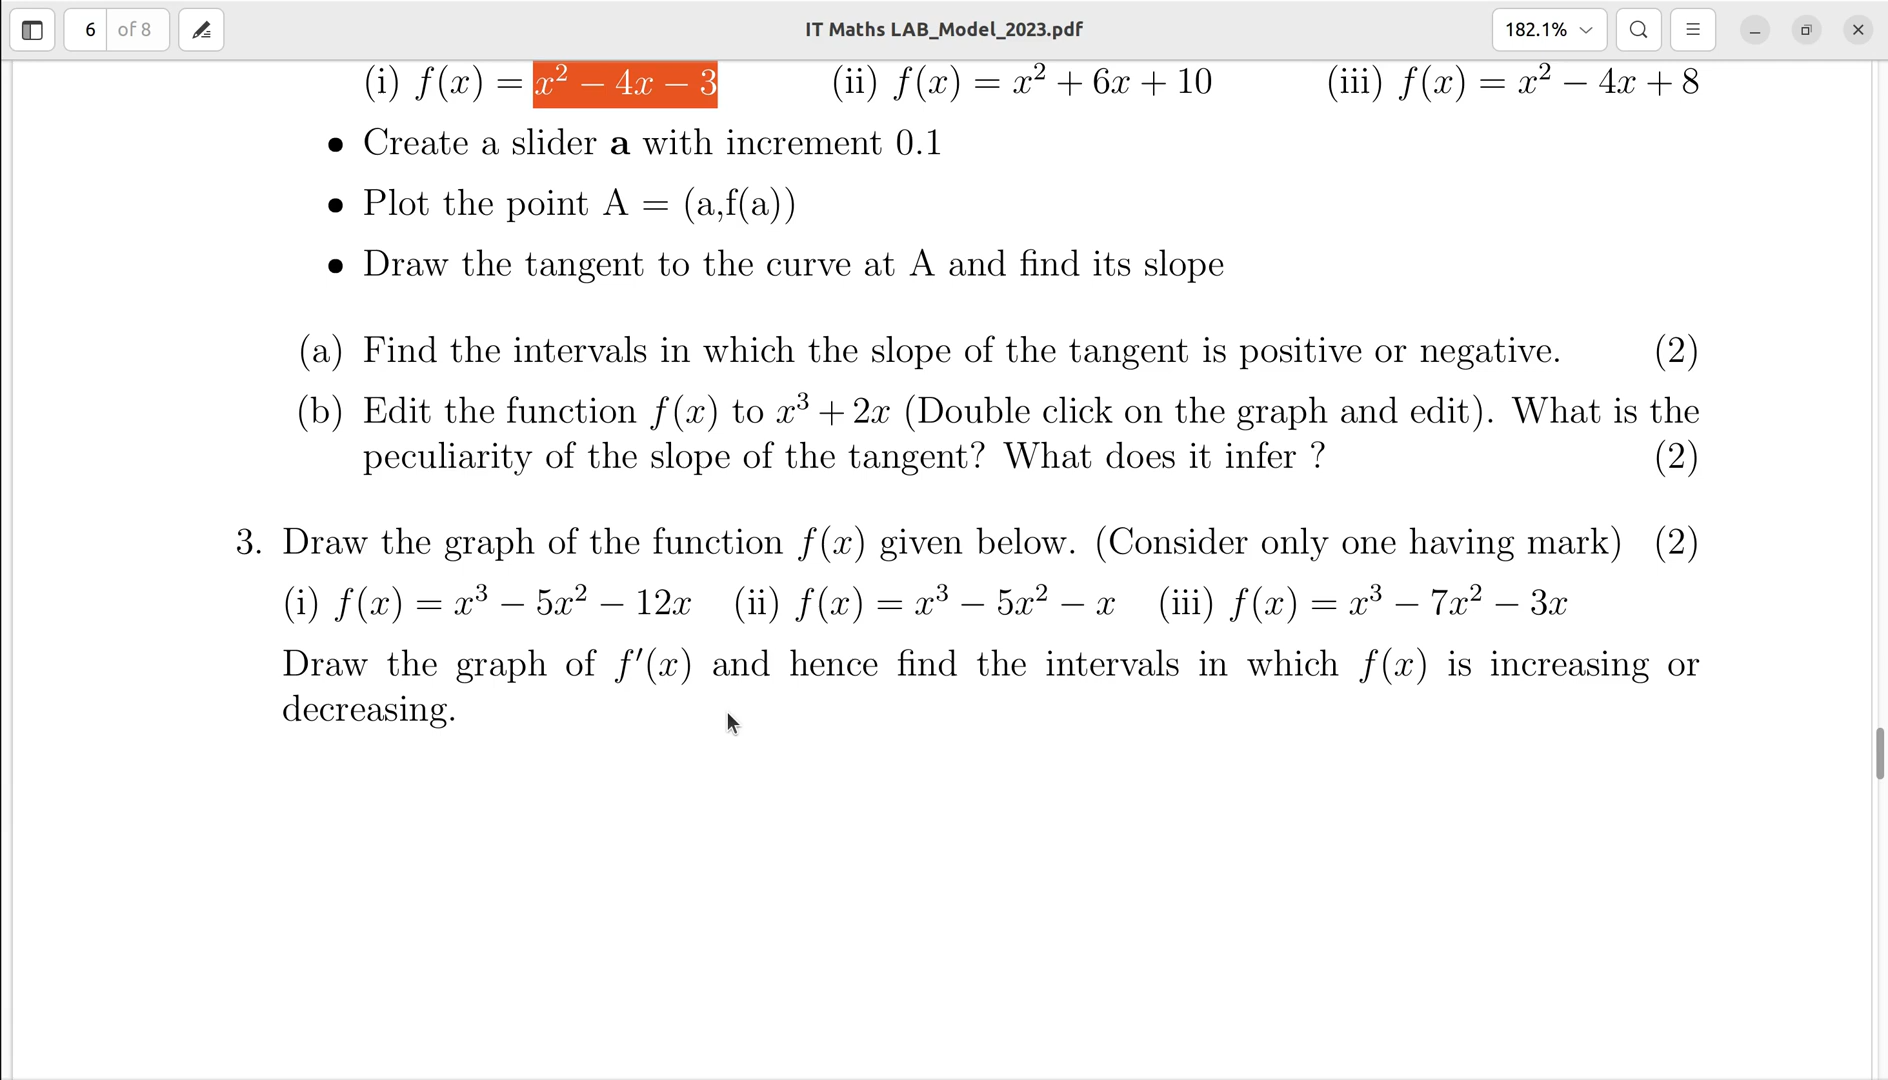 6 of 8 IT Maths LAB_Model_2023.pdf 182.1%
(i) f(x) = x² − 4x − 3 (ii) f(x) = x² + 6x + 10 (iii) f(x) = x² − 4x + 8
• Create a slider a with increment 0.1
• Plot the point A = (a,f(a))
• Draw the tangent to the curve at A and find its slope
(a) Find the intervals in which the slope of the tangent is positive or negative. (2)
(b) Edit the function f(x) to x³ + 2x (Double click on the graph and edit). What is the
peculiarity of the slope of the tangent? What does it infer ? (2)
3. Draw the graph of the function f(x) given below. (Consider only one having mark) (2)
(i) f(x) = x³ − 5x² − 12x (ii) f(x) = x³ − 5x² − x (iii) f(x) = x³ − 7x² − 3x
Draw the graph of f′(x) and hence find the intervals in which f(x) is increasing or
decreasing.